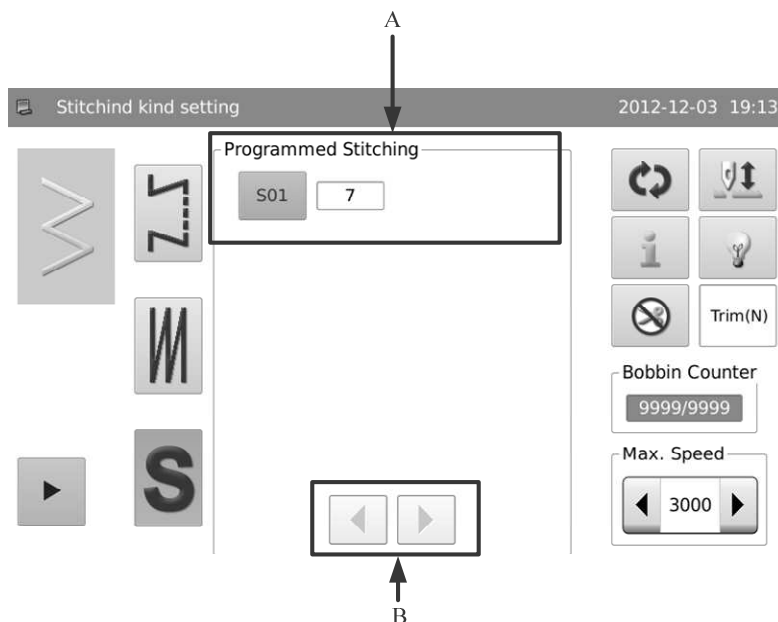 A
Stitchind kind setting 2012-12-03 19:13
Programmed Stitching
S01 7
Trim(N)
Bobbin Counter
9999/9999
Max. Speed
S
3000
B